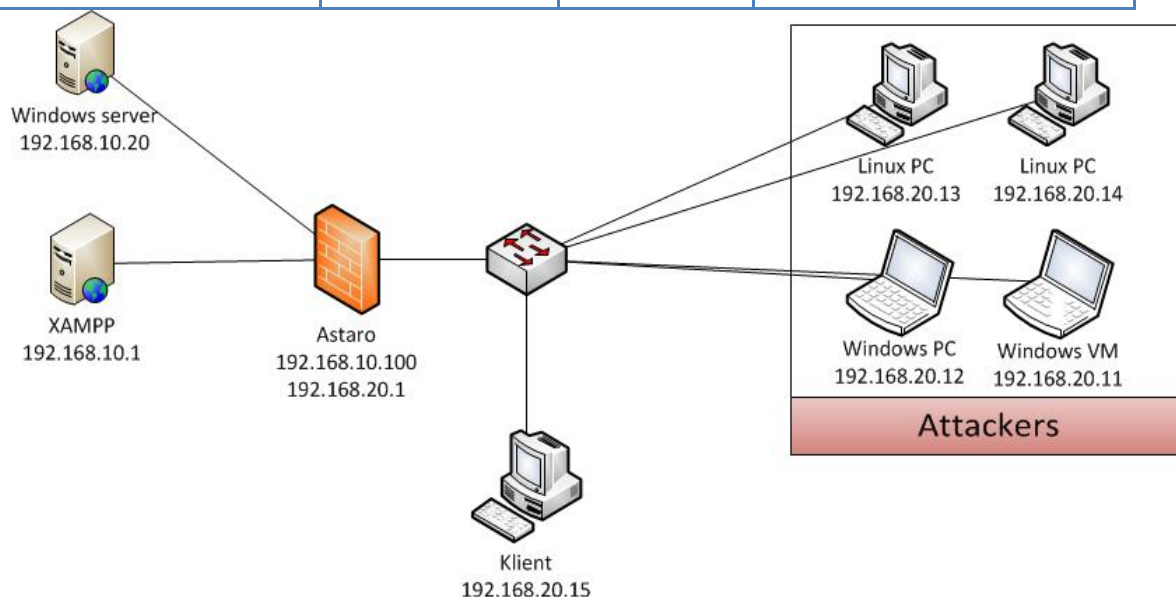 Windows server
192.168.10.20
XAMPP
192.168.10.1
Astaro
192.168.10.100
192.168.20.1
Klient
192.168.20.15
Linux PC
192.168.20.13
Linux PC
192.168.20.14
Windows PC
192.168.20.12
Windows VM
192.168.20.11
Attackers